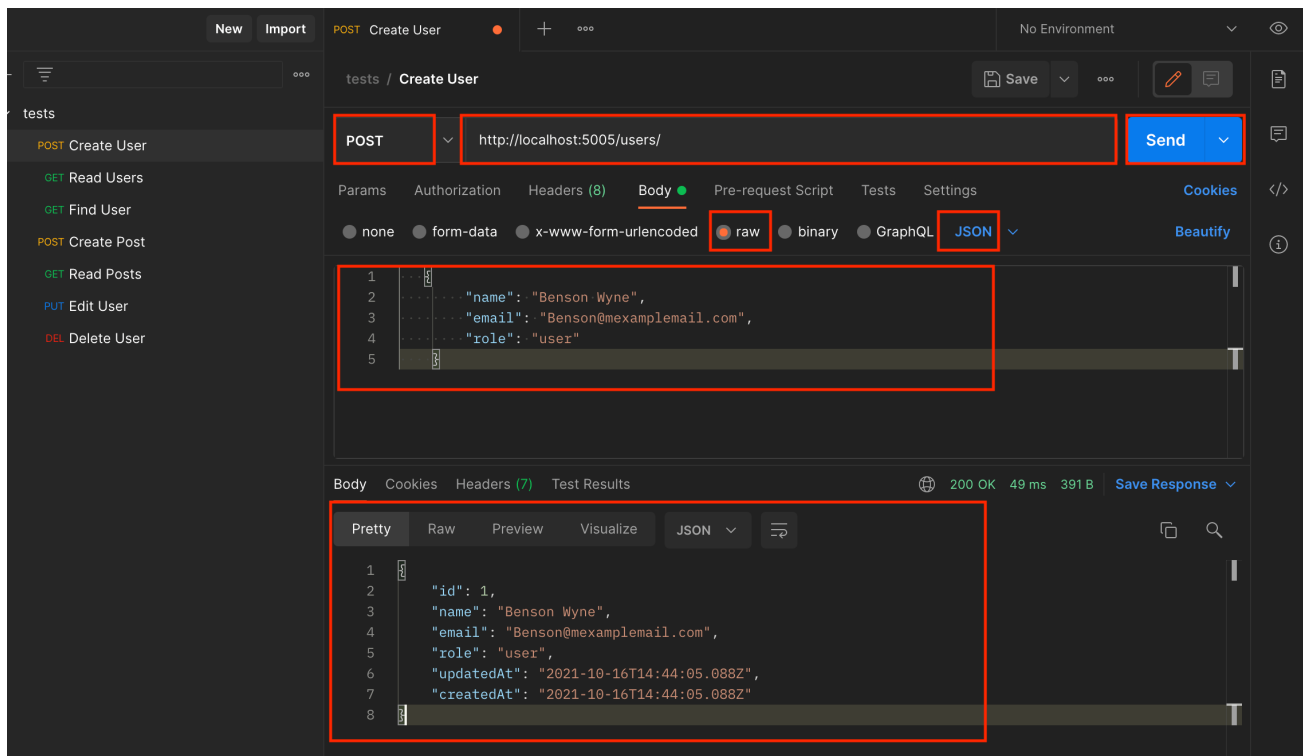 New Import POST Create User No Environment
tests / Create User Save
tests
POST Create User
GET Read Users
GET Find User
POST Create Post
GET Read Posts
PUT Edit User
DEL Delete User
POST http://localhost:5005/users/ Send
Params Authorization Headers (8) Body Pre-request Script Tests Settings Cookies
none form-data x-www-form-urlencoded raw binary GraphQL JSON Beautify
1 {
2 "name": "Benson Wyne",
3 "email": "Benson@mexamplemail.com",
4 "role": "user"
5 }
Body Cookies Headers (7) Test Results 200 OK 49 ms 391 B Save Response
Pretty Raw Preview Visualize JSON
1 {
2 "id": 1,
3 "name": "Benson Wyne",
4 "email": "Benson@mexamplemail.com",
5 "role": "user",
6 "updatedAt": "2021-10-16T14:44:05.088Z",
7 "createdAt": "2021-10-16T14:44:05.088Z"
8 }